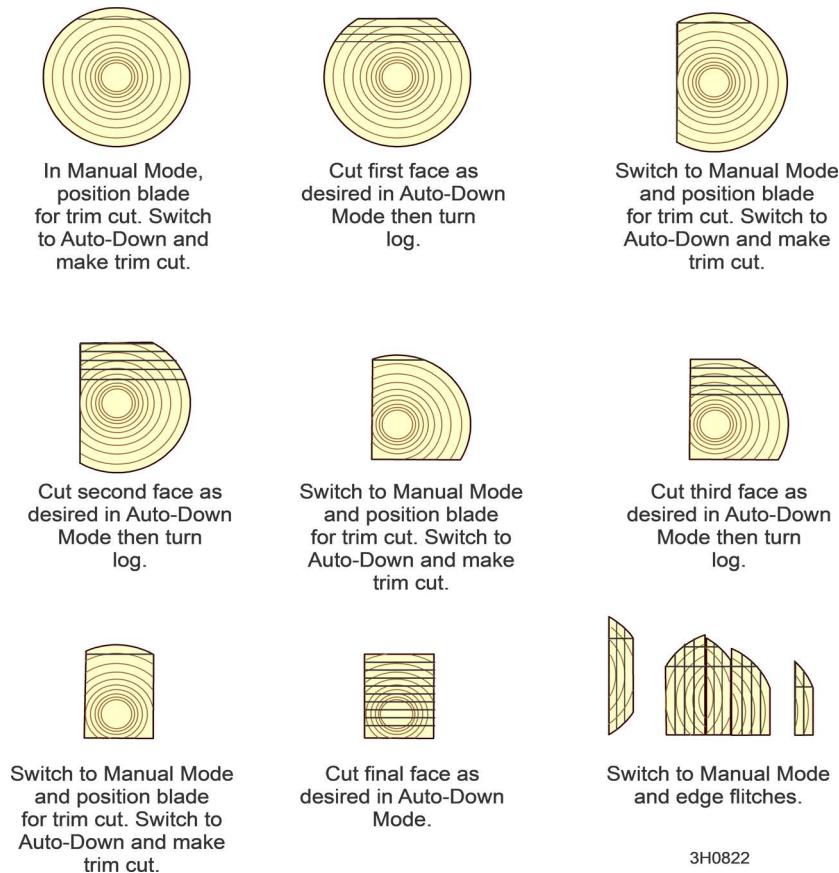 In Manual Mode,
position blade
for trim cut. Switch
to Auto-Down and
make trim cut.
Cut first face as
desired in Auto-Down
Mode then turn
log.
Switch to Manual Mode
and position blade
for trim cut. Switch to
Auto-Down and make
trim cut.
Cut second face as
desired in Auto-Down
Mode then turn
log.
Switch to Manual Mode
and position blade
for trim cut. Switch to
Auto-Down and make
trim cut.
Cut third face as
desired in Auto-Down
Mode then turn
log.
Switch to Manual Mode
and position blade
for trim cut. Switch to
Auto-Down and make
trim cut.
Cut final face as
desired in Auto-Down
Mode.
Switch to Manual Mode
and edge flitches.
3H0822